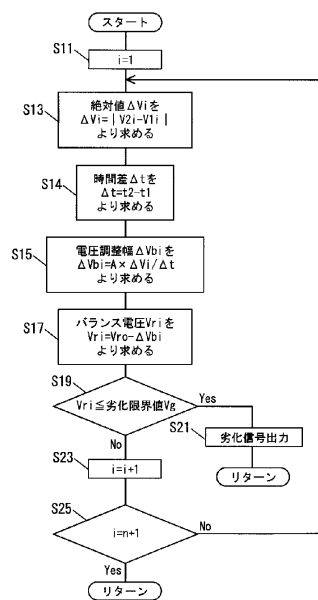 スタート
S11
i=1
S13
絶対値ΔViを
ΔVi=|V2i-V1i|
より求める
S14
時間差Δtを
Δt=t2-t1
より求める
S15
電圧調整幅ΔVbiを
ΔVbi=A×ΔVi/Δt
より求める
S17
バランス電圧Vriを
Vri=Vro-ΔVbi
より求める
S19
Vri≦劣化限界値Vg
Yes
S21
劣化信号出力
リターン
No
S23
i=i+1
S25
i=n+1
No
Yes
リターン